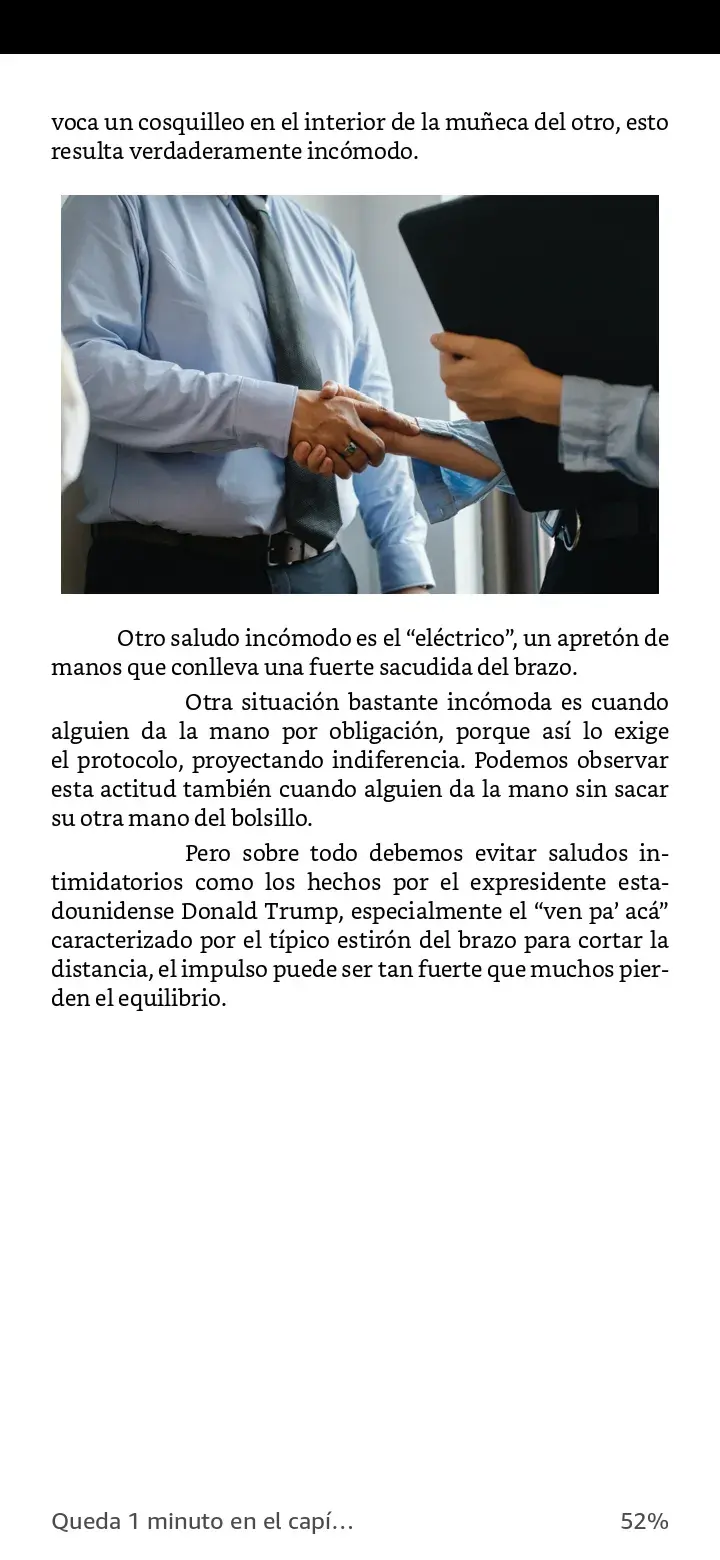 voca un cosquilleo en el interior de la muñeca del otro, esto
resulta verdaderamente incómodo.
Otro saludo incómodo es el “eléctrico”, un apretón de
manos que conlleva una fuerte sacudida del brazo.
Otra situación bastante incómoda es cuando
alguien da la mano por obligación, porque así lo exige
el protocolo, proyectando indiferencia. Podemos observar
esta actitud también cuando alguien da la mano sin sacar
su otra mano del bolsillo.
Pero sobre todo debemos evitar saludos in-
timidatorios como los hechos por el expresidente esta-
dounidense Donald Trump, especialmente el “ven pa’ acá”
caracterizado por el típico estirón del brazo para cortar la
distancia, el impulso puede ser tan fuerte que muchos pier-
den el equilibrio.
Queda 1 minuto en el capí...
52%